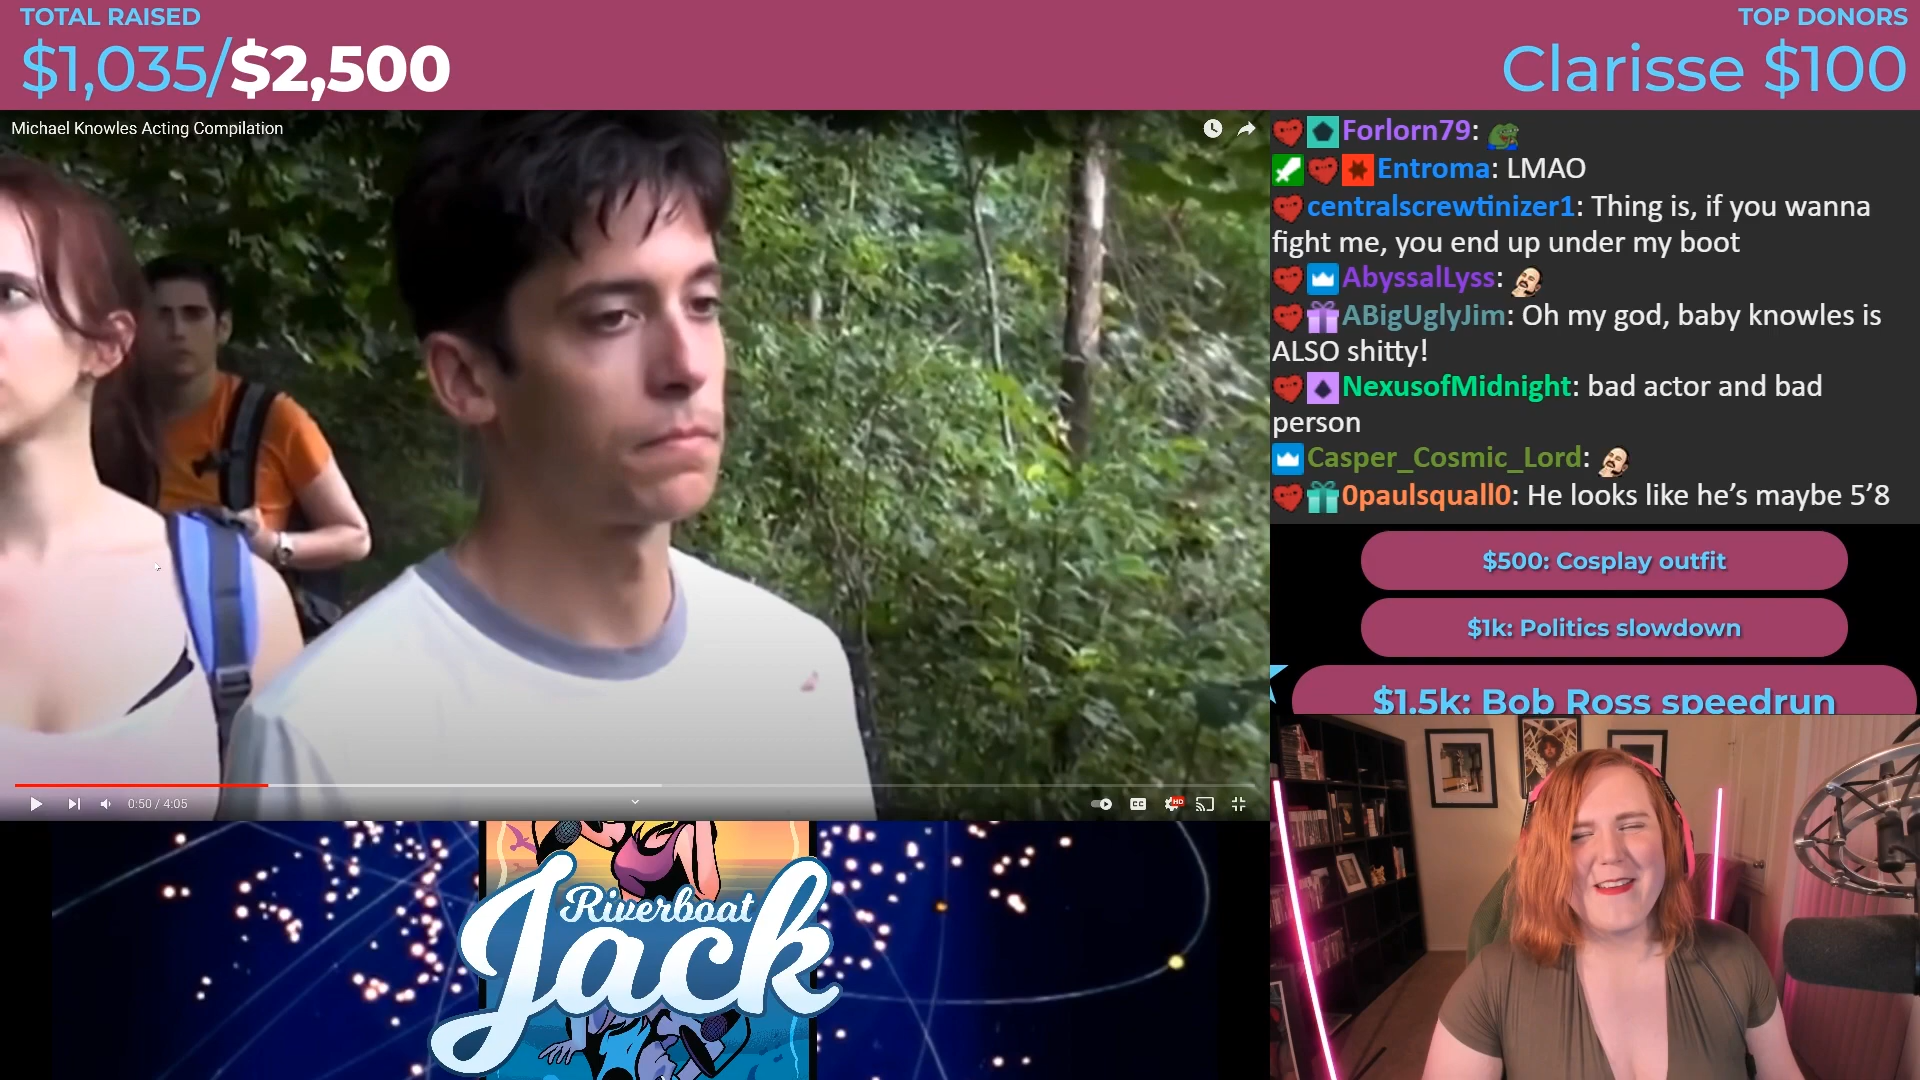 TOTAL RAISED
$1,035/$2,500
TOP DONORS
Clarisse $100
Michael Knowles Acting Compilation
Forlorn79:
Entroma: LMAO
centralscrewtinizer1: Thing is, if you wanna
fight me, you end up under my boot
AbyssalLyss:
ABigUglyJim: Oh my god, baby knowles is
ALSO shitty!
NexusofMidnight: bad actor and bad
person
Casper_Cosmic_Lord:
0paulsquall0: He looks like he’s maybe 5’8
$500: Cosplay outfit
$1k: Politics slowdown
$1.5k: Bob Ross speedrun
0:50 / 4:05
CC
HD
Riverboat
Jack